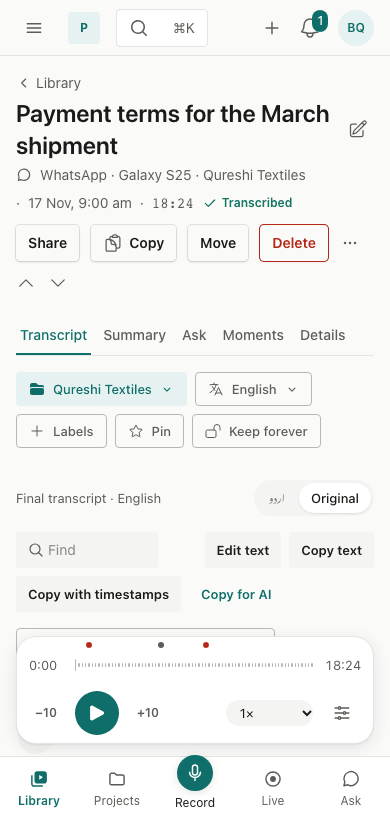 P
⌘K
1
BQ
Library
Payment terms for the March
shipment
WhatsApp · Galaxy S25 · Qureshi Textiles
· 17 Nov, 9:00 am · 18:24 Transcribed
Share Copy Move Delete ...
Transcript Summary Ask Moments Details
Qureshi Textiles English
Labels Pin Keep forever
Final transcript · English
اردو Original
Find Edit text Copy text
Copy with timestamps Copy for AI
0:00 18:24
−10 +10 1×
Library Projects Record Live Ask